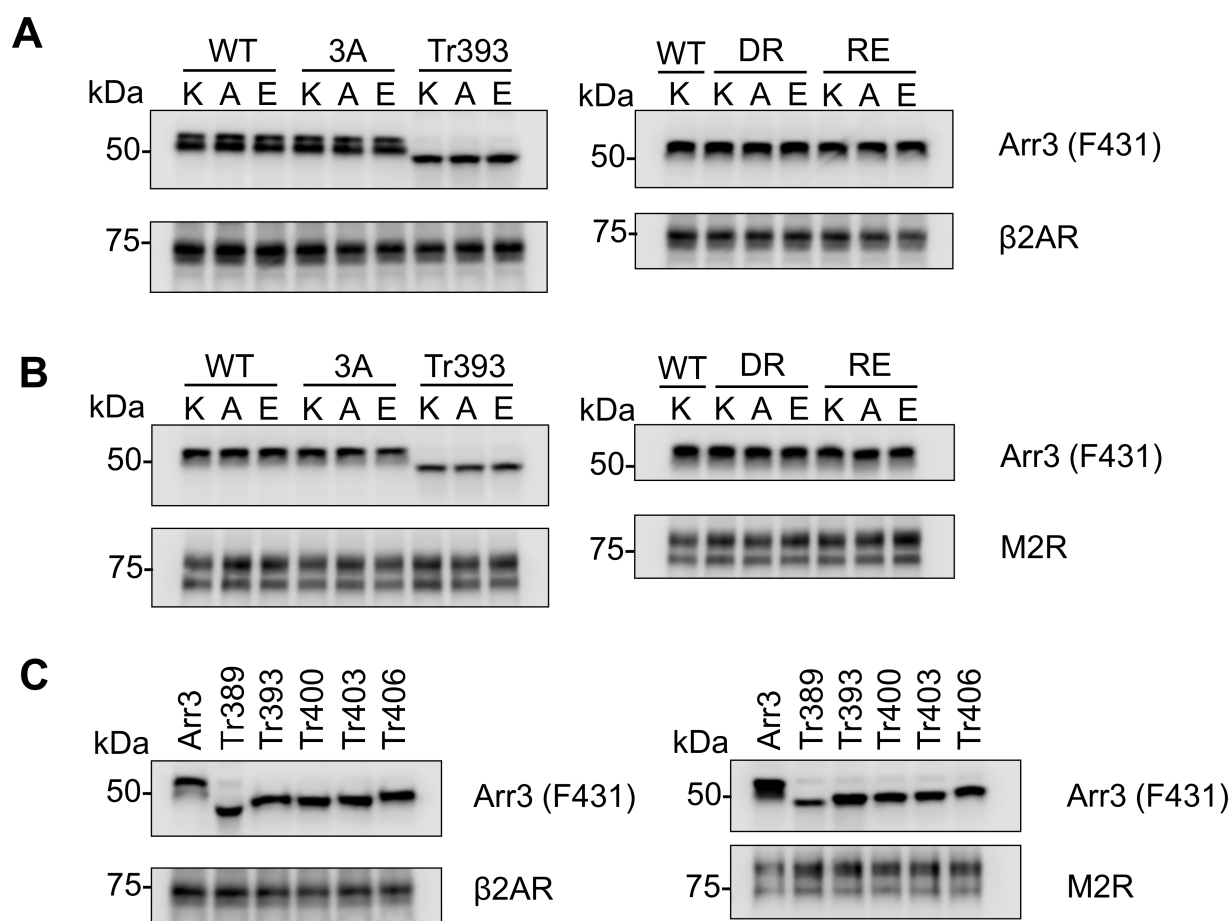 A
WT 3A Tr393 WT DR RE
kDa K A E K A E K A E kDa K K A E K A E
50- 50- Arr3 (F431)
75- 75- β2AR
B
WT 3A Tr393 WT DR RE
kDa K A E K A E K A E kDa K K A E K A E
50- 50- Arr3 (F431)
75- 75- M2R
C
Arr3 Tr389 Tr393 Tr400 Tr403 Tr406 Arr3 Tr389 Tr393 Tr400 Tr403 Tr406
kDa kDa
50- Arr3 (F431) 50- Arr3 (F431)
75- β2AR 75- M2R